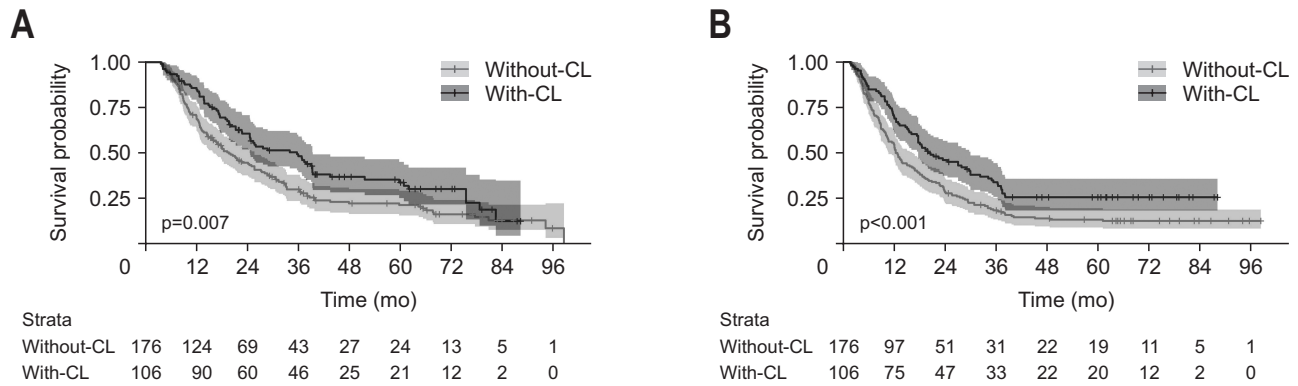 A
1.00
0.75
0.50
0.25
0
Survival probability
Without-CL
With-CL
p=0.007
12 24 36 48 60 72 84 96
Time (mo)
Strata
Without-CL 176 124 69 43 27 24 13 5 1
With-CL 106 90 60 46 25 21 12 2 0
B
1.00
0.75
0.50
0.25
0
Survival probability
Without-CL
With-CL
p<0.001
12 24 36 48 60 72 84 96
Time (mo)
Strata
Without-CL 176 97 51 31 22 19 11 5 1
With-CL 106 75 47 33 22 20 12 2 0